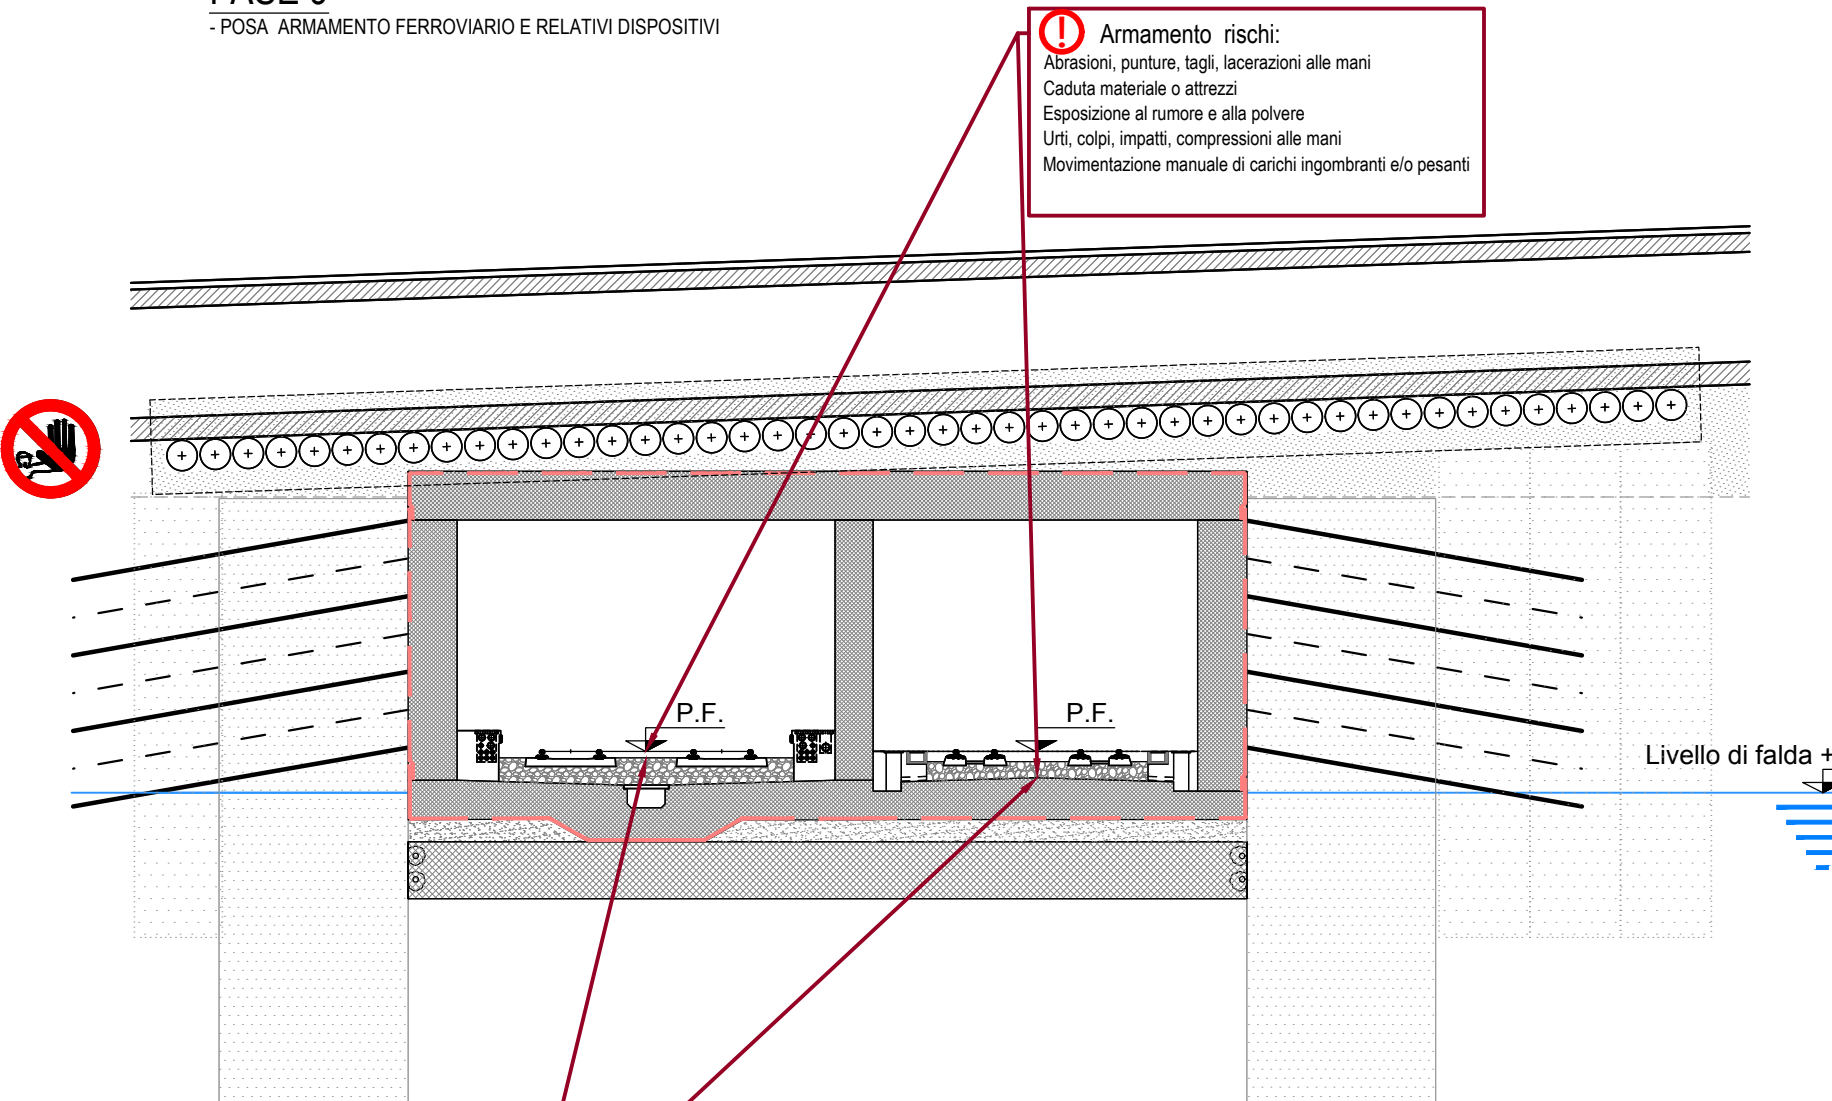 - POSA ARMAMENTO FERROVIARIO E RELATIVI DISPOSITIVI
Armamento rischi:
Abrasioni, punture, tagli, lacerazioni alle mani
Caduta materiale o attrezzi
Esposizione al rumore e alla polvere
Urti, colpi, impatti, compressioni alle mani
Movimentazione manuale di carichi ingombranti e/o pesanti
P.F.
P.F.
Livello di falda +